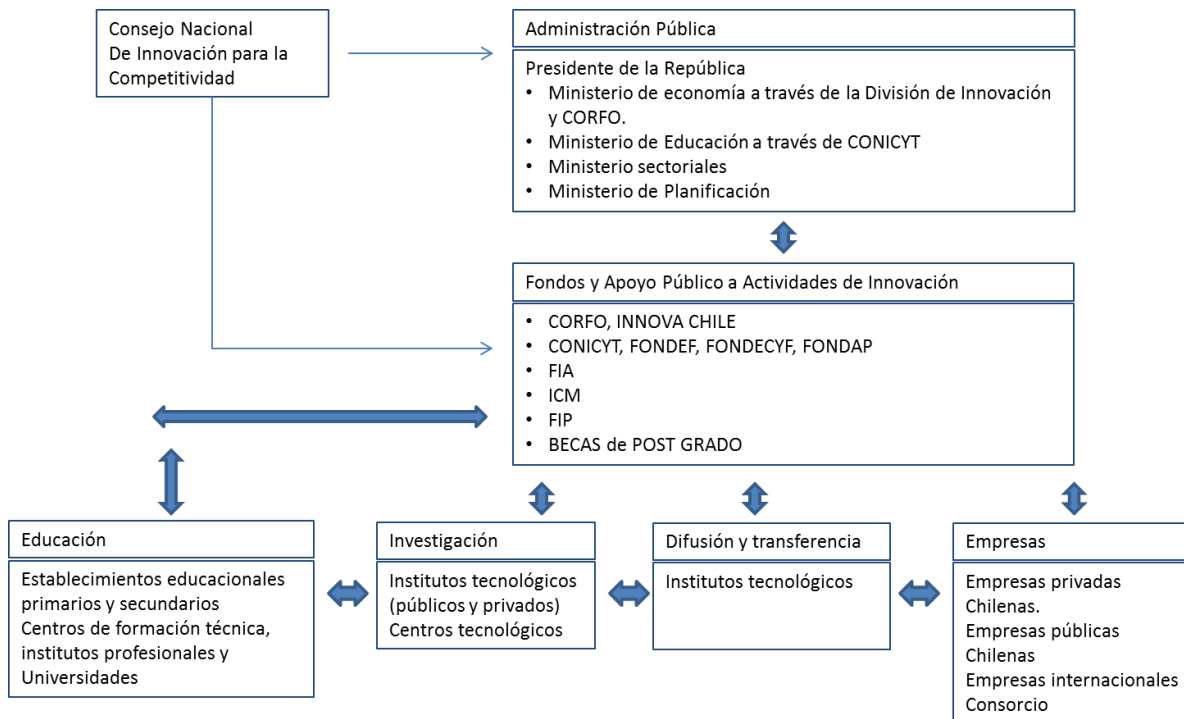 Consejo Nacional
De Innovación para la
Competitividad
Administración Pública
Presidente de la República
• Ministerio de economía a través de la División de Innovación
y CORFO.
• Ministerio de Educación a través de CONICYT
• Ministerio sectoriales
• Ministerio de Planificación
Fondos y Apoyo Público a Actividades de Innovación
• CORFO, INNOVA CHILE
• CONICYT, FONDEF, FONDECYF, FONDAP
• FIA
• ICM
• FIP
• BECAS de POST GRADO
Educación
Establecimientos educacionales
primarios y secundarios
Centros de formación técnica,
institutos profesionales y
Universidades
Investigación
Institutos tecnológicos
(públicos y privados)
Centros tecnológicos
Difusión y transferencia
Institutos tecnológicos
Empresas
Empresas privadas
Chilenas.
Empresas públicas
Chilenas
Empresas internacionales
Consorcio